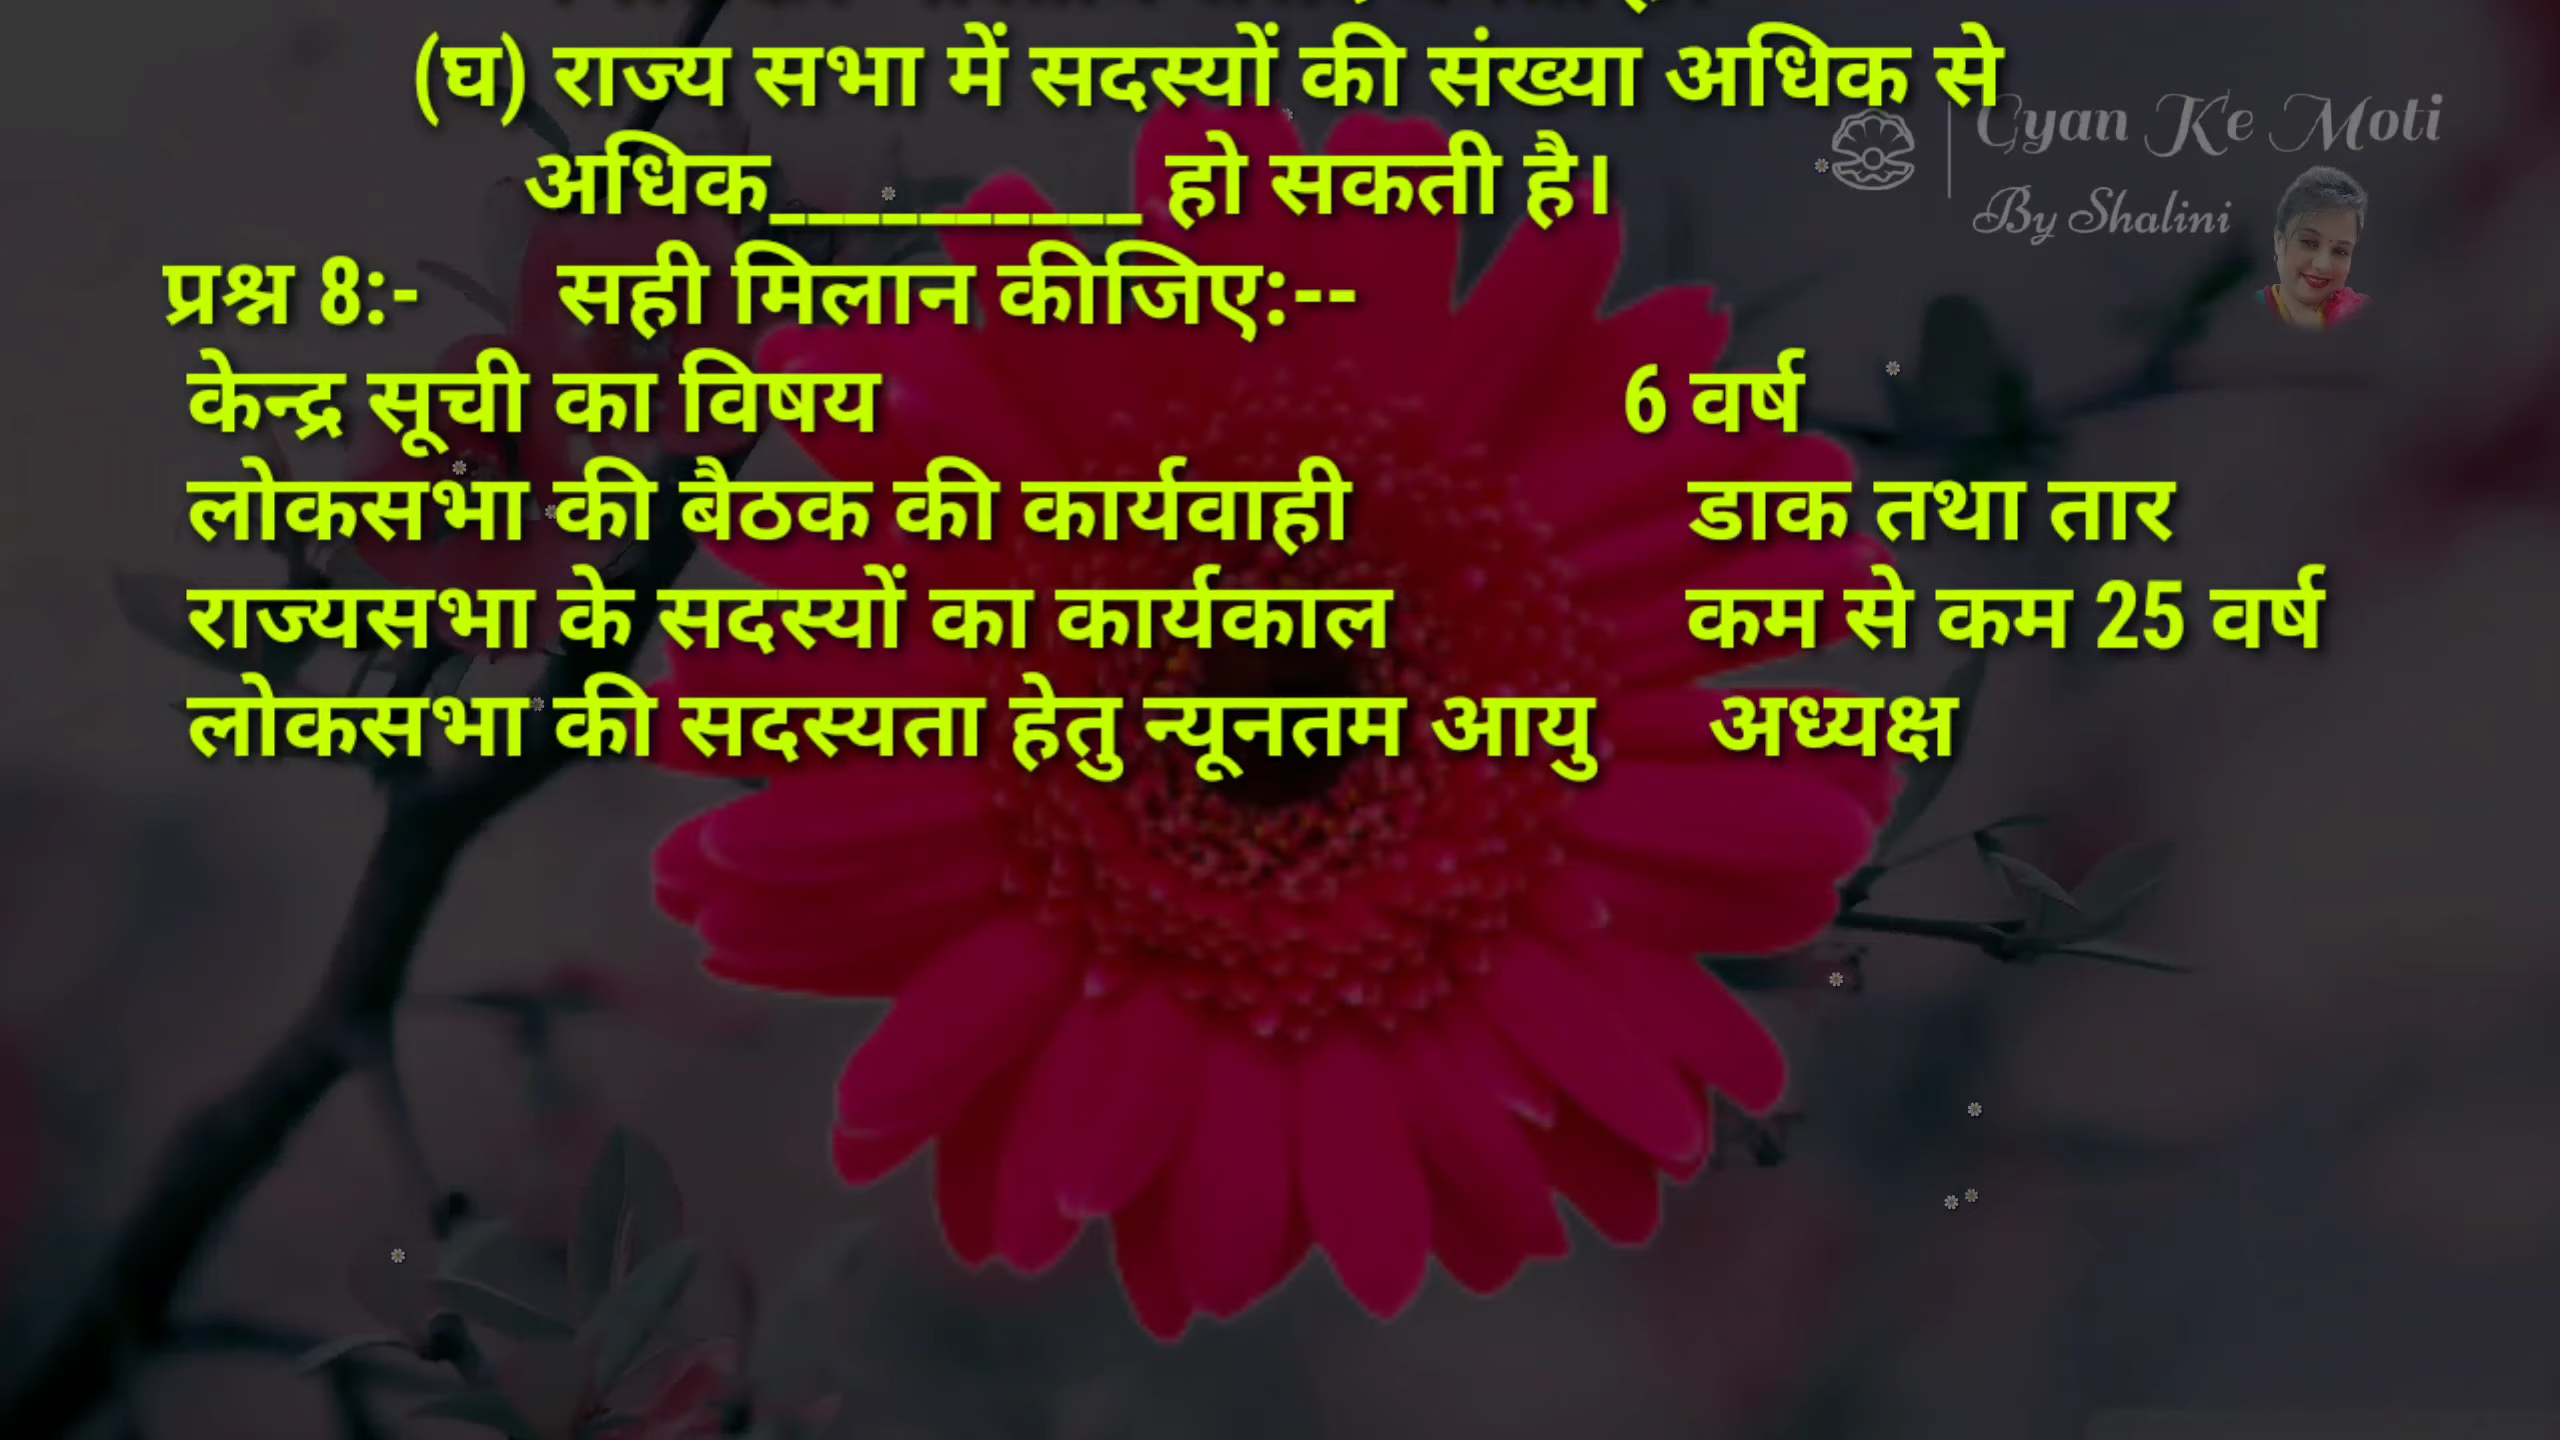 (घ) राज्य सभा में सदस्यों की संख्या अधिक से
अधिक__________ हो सकती है।
प्रश्न 8:- सही मिलान कीजिए:--
केन्द्र सूची का विषय 6 वर्ष
लोकसभा की बैठक की कार्यवाही डाक तथा तार
राज्यसभा के सदस्यों का कार्यकाल कम से कम 25 वर्ष
लोकसभा की सदस्यता हेतु न्यूनतम आयु अध्यक्ष
Gyan Ke Moti
By Shalini